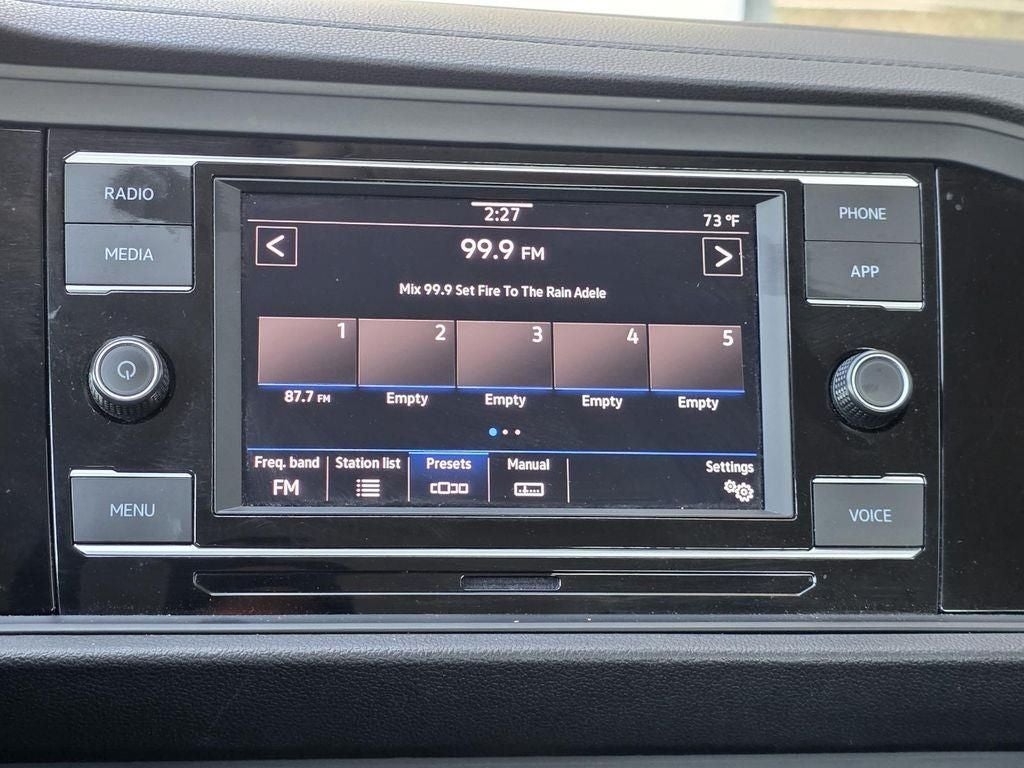 RADIO
MEDIA
MENU
2:27
73 °F
<
99.9 FM
>
Mix 99.9 Set Fire To The Rain Adele
1 2 3 4 5
87.7 FM Empty Empty Empty Empty
Freq. band Station list Presets Manual Settings
FM
PHONE
APP
VOICE